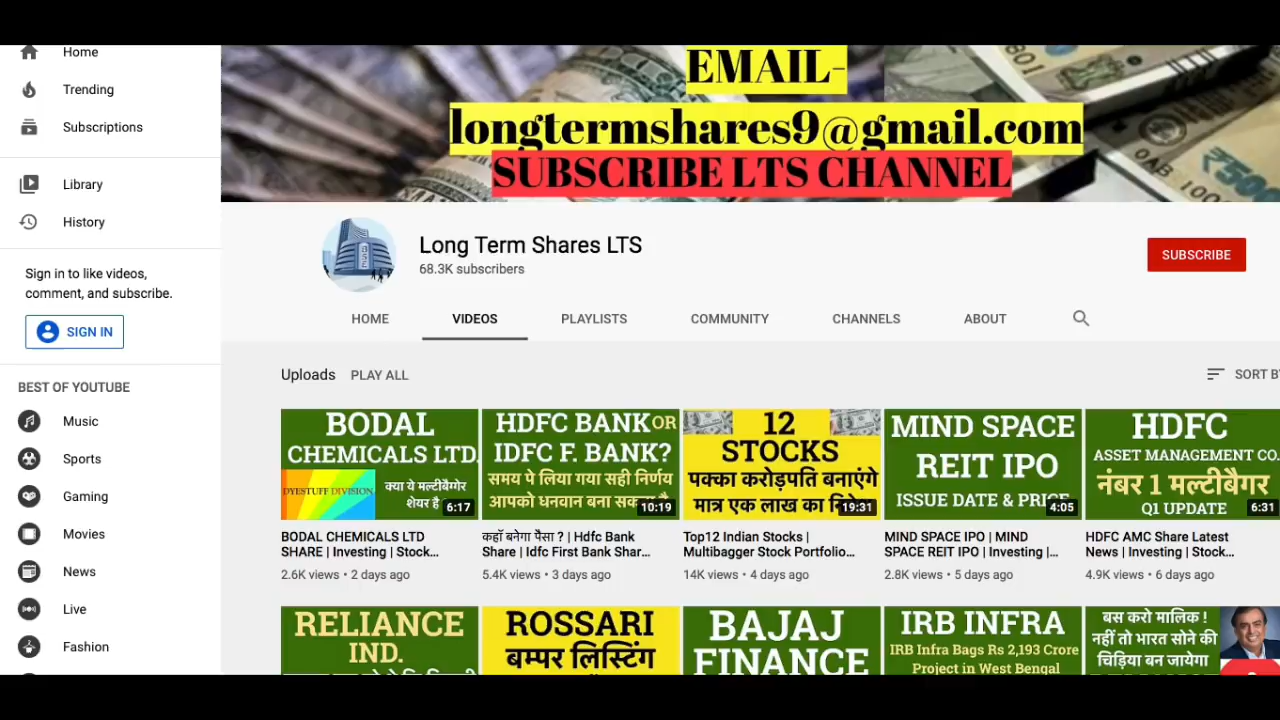 Home
Trending
Subscriptions
Library
History
Sign in to like videos,
comment, and subscribe.
SIGN IN
BEST OF YOUTUBE
Music
Sports
Gaming
Movies
News
Live
Fashion
EMAIL-
longtermshares9@gmail.com
SUBSCRIBE LTS CHANNEL
Long Term Shares LTS
68.3K subscribers
SUBSCRIBE
HOME VIDEOS PLAYLISTS COMMUNITY CHANNELS ABOUT
Uploads PLAY ALL
SORT
BODAL
CHEMICALS LTD.
DYESTUFF DIVISION
क्या ये मल्टीबैगेर
शेयर है
6:17
BODAL CHEMICALS LTD
SHARE | Investing | Stock...
2.6K views • 2 days ago
HDFC BANK OR
IDFC F. BANK?
समय पे लिया गया सही निर्णय
आपको धनवान बना
10:19
कहाँ बनेगा पैसा ? | Hdfc Bank
Share | Idfc First Bank Shar...
5.4K views • 3 days ago
12
STOCKS
पक्का करोड़पति बनाएंगे
मात्र एक लाख का
19:31
Top12 Indian Stocks |
Multibagger Stock Portfolio...
14K views • 4 days ago
MIND SPACE
REIT IPO
ISSUE DATE & PRICE
4:05
MIND SPACE IPO | MIND
SPACE REIT IPO | Investing |...
2.8K views • 5 days ago
HDFC
ASSET MANAGEMENT CO.
नंबर 1 मल्टीबैगर
Q1 UPDATE
6:31
HDFC AMC Share Latest
News | Investing | Stock...
4.9K views • 6 days ago
RELIANCE
IND.
ROSSARI
बम्पर लिस्टिंग
BAJAJ
FINANCE
IRB INFRA
IRB Infra Bags Rs 2,193 Crore
Project in West Bengal
बस करो मालिक !
नहीं तो भारत सोने की
चिड़िया बन जायेगा